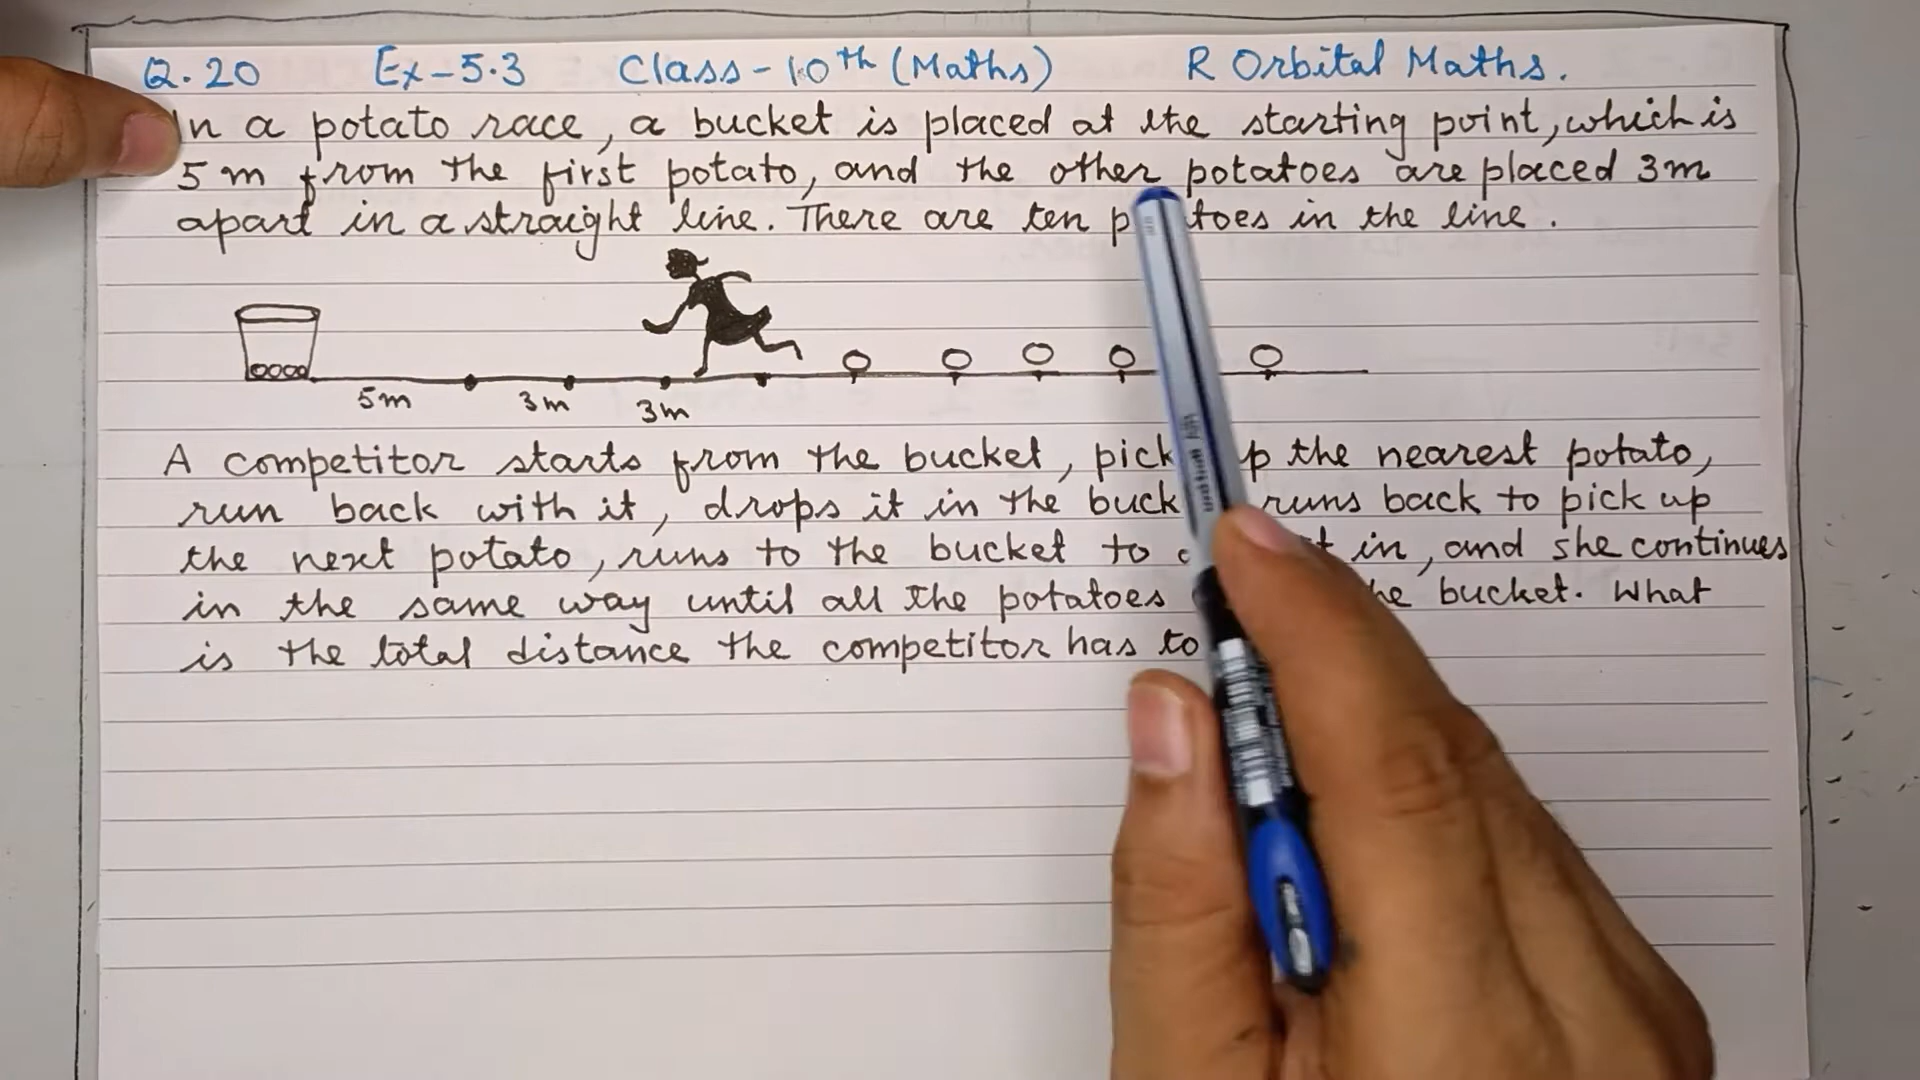 Q.20 Ex-5.3 Class-10th (Maths) R Orbital Maths.
In a potato race, a bucket is placed at the starting point, which is
5m from the first potato, and the other potatoes are placed 3m
apart in a straight line. There are ten potatoes in the line.
5m 3m 3m
A competitor starts from the bucket, pick up the nearest potato,
run back with it, drops it in the buck runs back to pick up
the next potato, runs to the bucket to in, and she continues
in the same way until all the potatoes the bucket. What
is the total distance the competitor has to